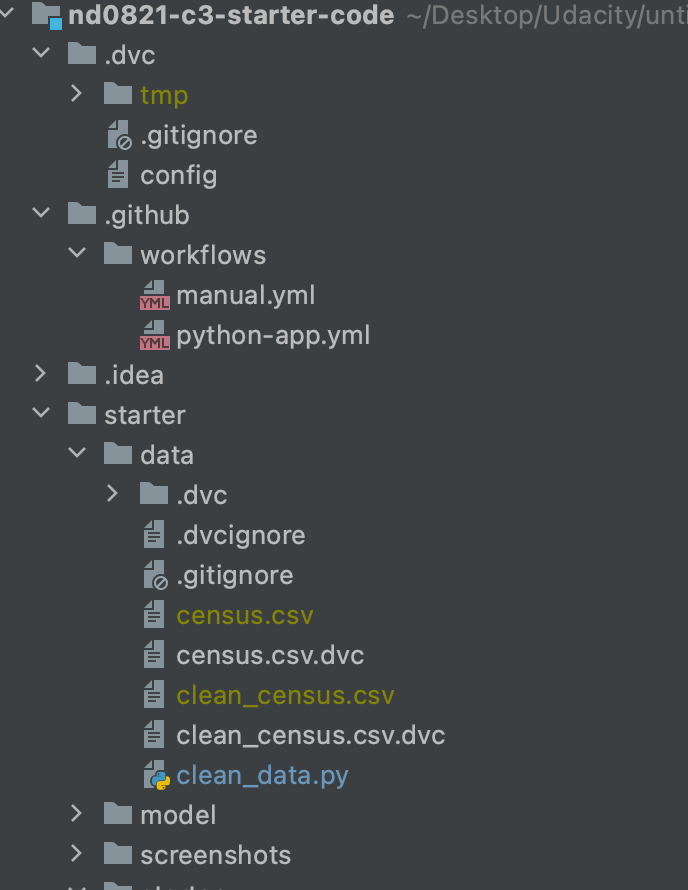 nd0821-c3-starter-code ~/Desktop/Udacity/unti
.dvc
tmp
.gitignore
config
.github
workflows
YML manual.yml
YML python-app.yml
.idea
starter
data
.dvc
.dvcignore
.gitignore
census.csv
census.csv.dvc
clean_census.csv
clean_census.csv.dvc
clean_data.py
model
screenshots